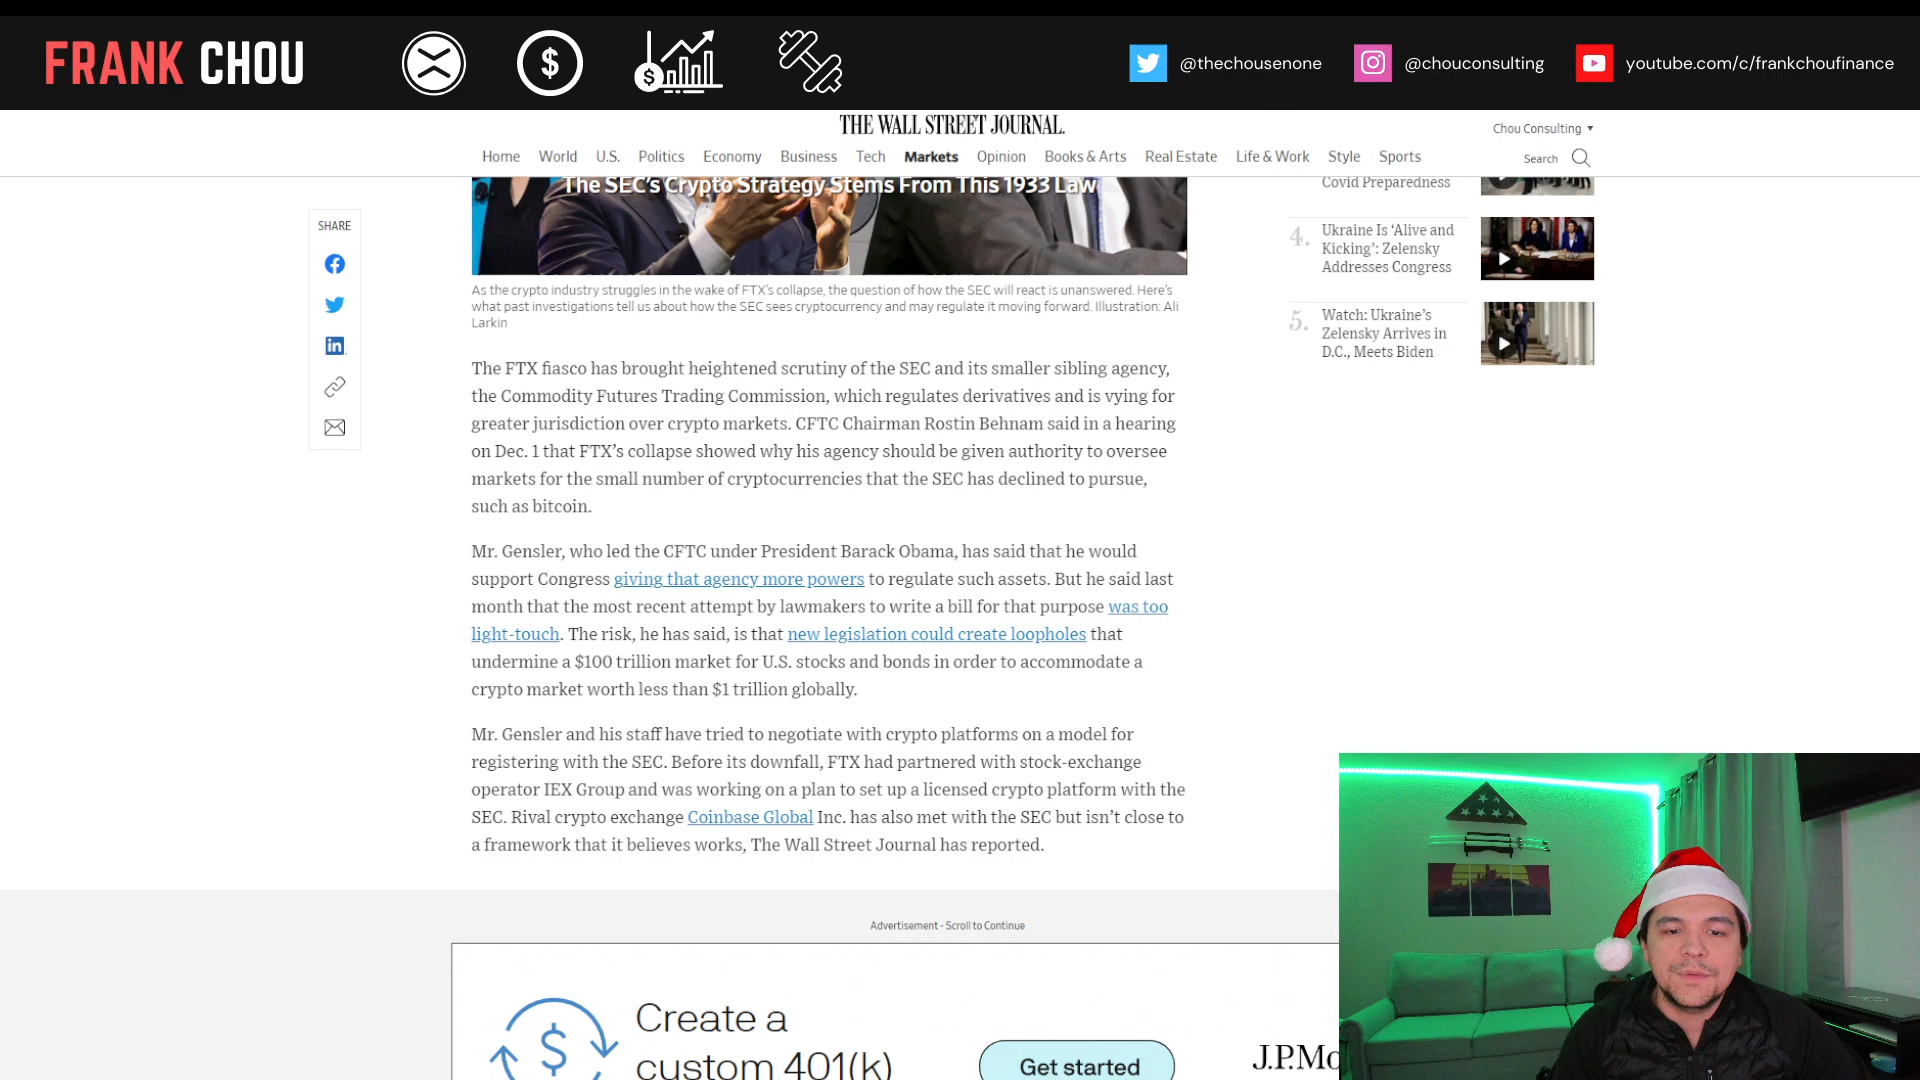 FRANK CHOU
@thechousenone
@chouconsulting
youtube.com/c/frankchoufinance
THE WALL STREET JOURNAL.
Chou Consulting
Home World U.S. Politics Economy Business Tech Markets Opinion Books & Arts Real Estate Life & Work Style Sports
Search
SHARE
The SEC's Crypto Strategy Stems From This 1933 Law
As the crypto industry struggles in the wake of FTX's collapse, the question of how the SEC will react is unanswered. Here's
what past investigations tell us about how the SEC sees cryptocurrency and may regulate it moving forward. Illustration: Ali
Larkin
The FTX fiasco has brought heightened scrutiny of the SEC and its smaller sibling agency,
the Commodity Futures Trading Commission, which regulates derivatives and is vying for
greater jurisdiction over crypto markets. CFTC Chairman Rostin Behnam said in a hearing
on Dec. 1 that FTX's collapse showed why his agency should be given authority to oversee
markets for the small number of cryptocurrencies that the SEC has declined to pursue,
such as bitcoin.
Mr. Gensler, who led the CFTC under President Barack Obama, has said that he would
support Congress giving that agency more powers to regulate such assets. But he said last
month that the most recent attempt by lawmakers to write a bill for that purpose was too
light-touch. The risk, he has said, is that new legislation could create loopholes that
undermine a $100 trillion market for U.S. stocks and bonds in order to accommodate a
crypto market worth less than $1 trillion globally.
Mr. Gensler and his staff have tried to negotiate with crypto platforms on a model for
registering with the SEC. Before its downfall, FTX had partnered with stock-exchange
operator IEX Group and was working on a plan to set up a licensed crypto platform with the
SEC. Rival crypto exchange Coinbase Global Inc. has also met with the SEC but isn't close to
a framework that it believes works, The Wall Street Journal has reported.
Covid Preparedness
4. Ukraine Is 'Alive and
Kicking': Zelensky
Addresses Congress
5. Watch: Ukraine's
Zelensky Arrives in
D.C., Meets Biden
Advertisement - Scroll to Continue
Create a
custom 401(k)
Get started
J.P.Mo